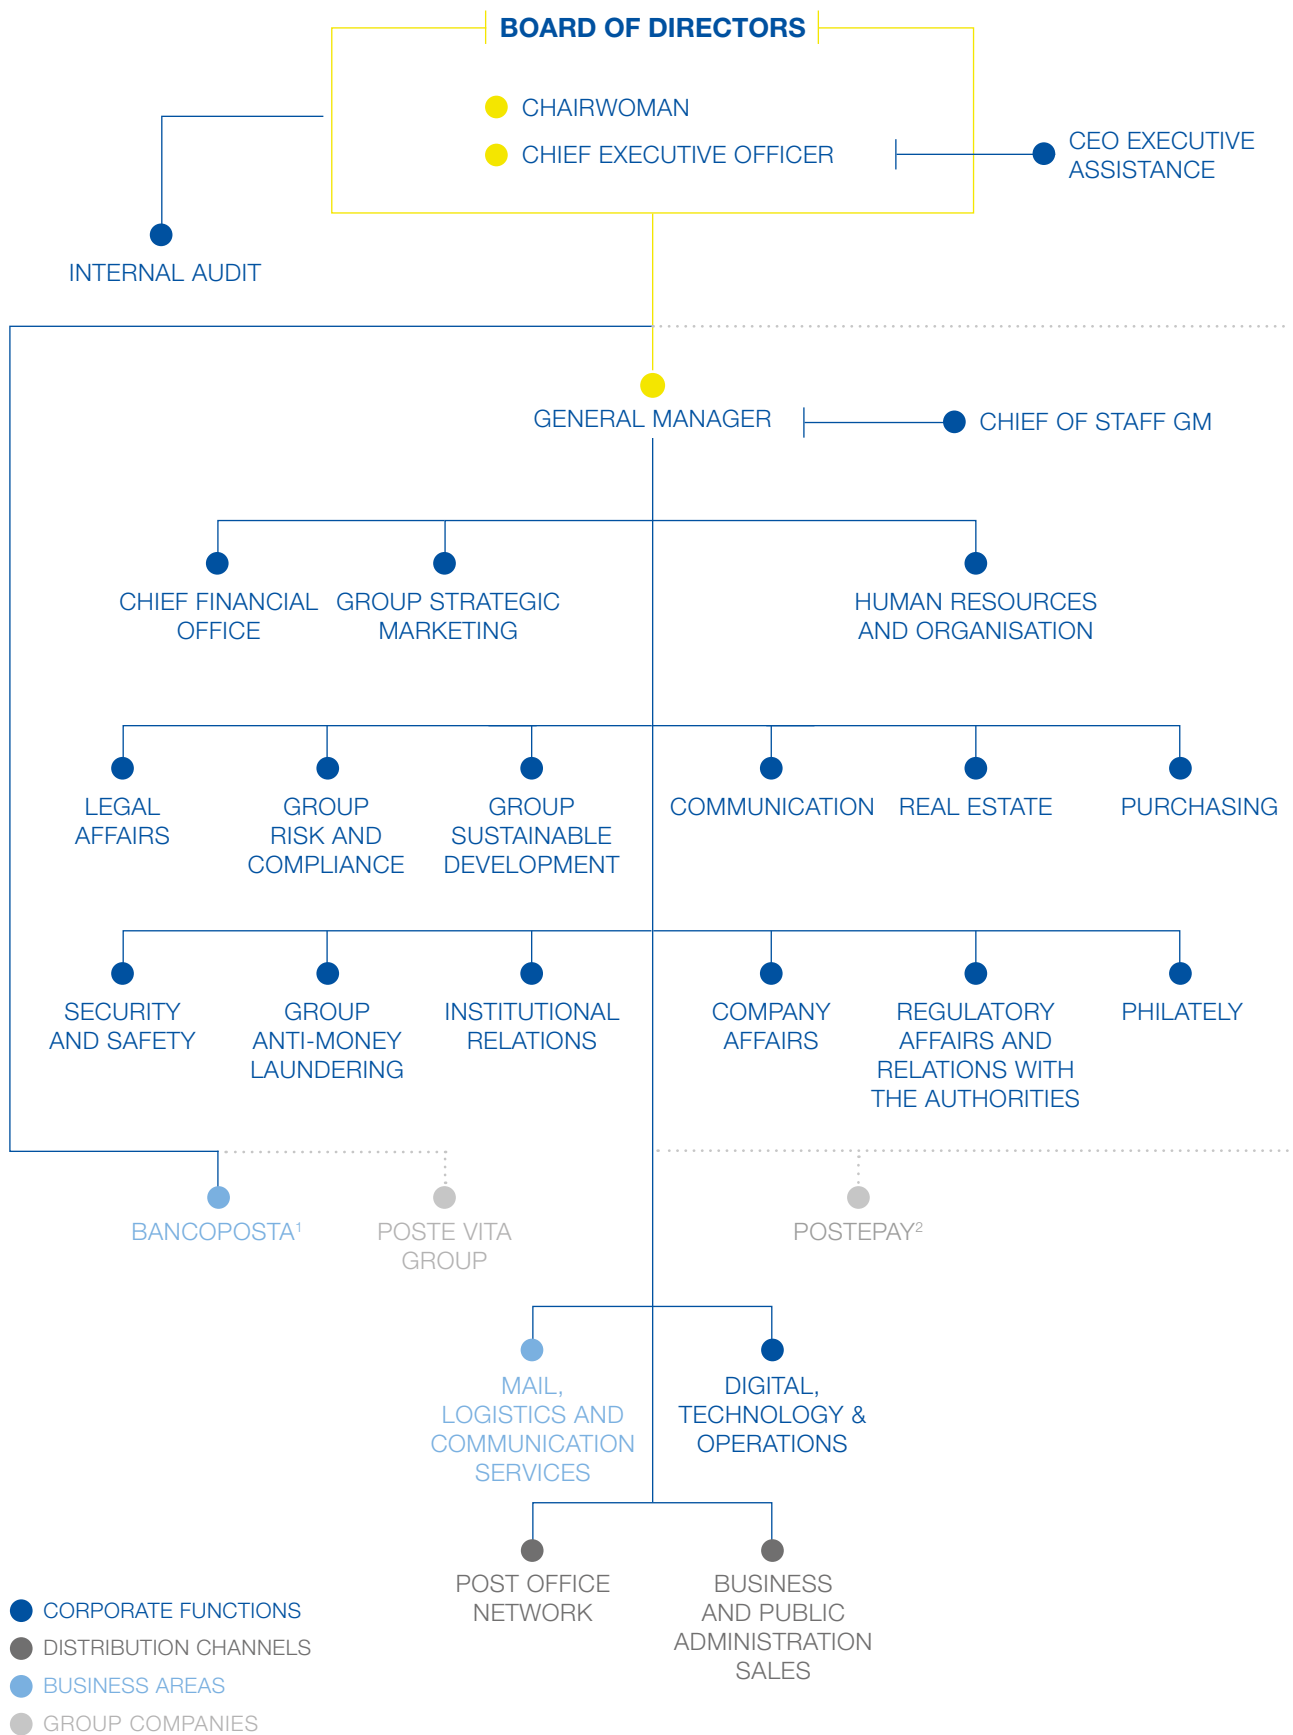 BOARD OF DIRECTORS
CHAIRWOMAN
CHIEF EXECUTIVE OFFICER
CEO EXECUTIVE
ASSISTANCE
INTERNAL AUDIT
GENERAL MANAGER
CHIEF OF STAFF GM
CHIEF FINANCIAL
OFFICE
GROUP STRATEGIC
MARKETING
HUMAN RESOURCES
AND ORGANISATION
LEGAL
AFFAIRS
GROUP
RISK AND
COMPLIANCE
GROUP
SUSTAINABLE
DEVELOPMENT
COMMUNICATION
REAL ESTATE
PURCHASING
SECURITY
AND SAFETY
GROUP
ANTI-MONEY
LAUNDERING
INSTITUTIONAL
RELATIONS
COMPANY
AFFAIRS
REGULATORY
AFFAIRS AND
RELATIONS WITH
THE AUTHORITIES
PHILATELY
BANCOPOSTA¹
POSTE VITA
GROUP
POSTEPAY²
MAIL,
LOGISTICS AND
COMMUNICATION
SERVICES
DIGITAL,
TECHNOLOGY &
OPERATIONS
POST OFFICE
NETWORK
BUSINESS
AND PUBLIC
ADMINISTRATION
SALES
CORPORATE FUNCTIONS
DISTRIBUTION CHANNELS
BUSINESS AREAS
GROUP COMPANIES